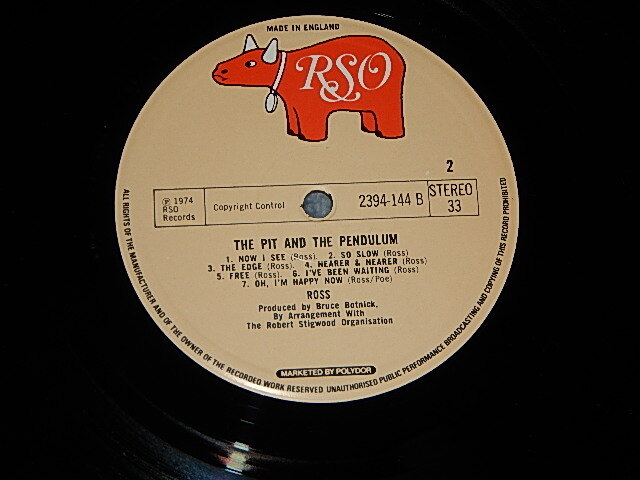 MADE IN ENGLAND
RSO
2
℗ 1974
RSO
Records
Copyright Control
2394-144 B
STEREO
33
THE PIT AND THE PENDULUM
1. NOW I SEE (Ross). 2. SO SLOW (Ross)
3. THE EDGE (Ross). 4. NEARER & NEARER (Ross)
5. FREE (Ross). 6. I'VE BEEN WAITING (Ross)
7. OH, I'M HAPPY NOW (Ross/Poe)
ROSS
Produced by Bruce Botnick.
By Arrangement With
The Robert Stigwood Organisation
MARKETED BY POLYDOR
ALL RIGHTS OF THE MANUFACTURER AND OF THE OWNER OF THE RECORDED WORK RESERVED UNAUTHORISED PUBLIC PERFORMANCE BROADCASTING AND COPYING OF THIS RECORD PROHIBITED